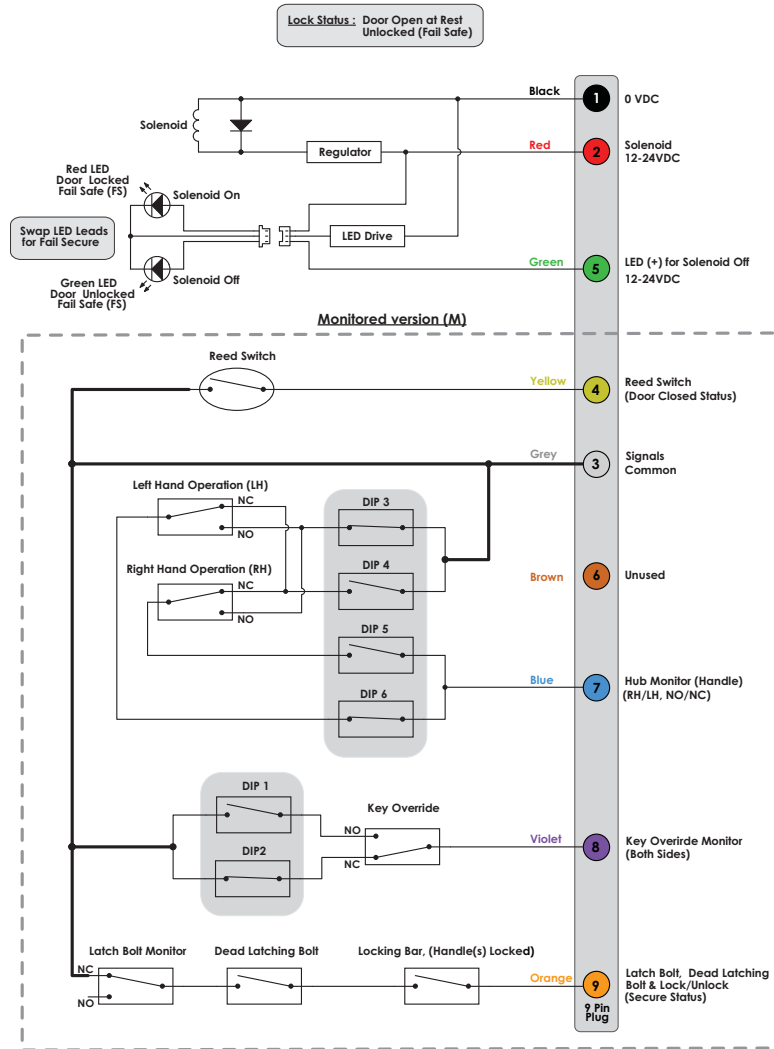 Lock Status : Door Open at Rest
Unlocked (Fail Safe)
Black
1
0 VDC
Solenoid
Regulator
Red
2
Solenoid
12-24VDC
Red LED
Door Locked
Fail Safe (FS)
Solenoid On
Swap LED Leads
for Fail Secure
LED Drive
Green
5
LED (+) for Solenoid Off
12-24VDC
Green LED
Door Unlocked
Fail Safe (FS)
Solenoid Off
Monitored version (M)
Reed Switch
Yellow
4
Reed Switch
(Door Closed Status)
Grey
3
Signals
Common
Left Hand Operation (LH)
NC
NO
DIP 3
Right Hand Operation (RH)
NC
NO
DIP 4
Brown
6
Unused
DIP 5
Blue
7
Hub Monitor (Handle)
(RH/LH, NO/NC)
DIP 6
DIP 1
Key Override
NO
DIP2
NC
Violet
8
Key Overirde Monitor
(Both Sides)
Latch Bolt Monitor
Dead Latching Bolt
Locking Bar, (Handle(s) Locked)
NC
NO
Orange
9
9 Pin
Plug
Latch Bolt, Dead Latching
Bolt & Lock/Unlock
(Secure Status)